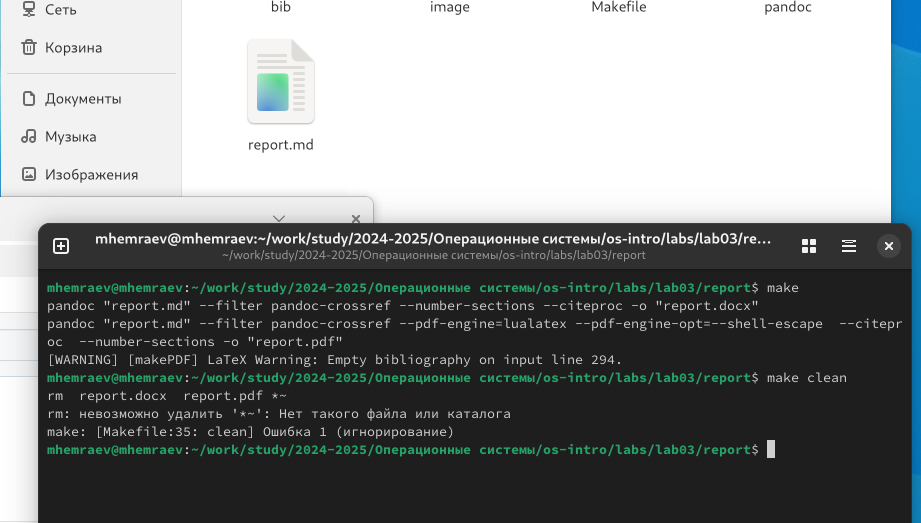 Сеть
bib
image
Makefile
pandoc
Корзина
Документы
Музыка
Изображения
report.md
mhemraev@mhemraev:~/work/study/2024-2025/Операционные системы/os-intro/labs/lab03/re...
~/work/study/2024-2025/Операционные системы/os-intro/labs/lab03/report
mhemraev@mhemraev:~/work/study/2024-2025/Операционные системы/os-intro/labs/lab03/report$ make
pandoc "report.md" --filter pandoc-crossref --number-sections --citeproc -o "report.docx"
pandoc "report.md" --filter pandoc-crossref --pdf-engine=lualatex --pdf-engine-opt=--shell-escape  --citepr
oc  --number-sections -o "report.pdf"
[WARNING] [makePDF] LaTeX Warning: Empty bibliography on input line 294.
mhemraev@mhemraev:~/work/study/2024-2025/Операционные системы/os-intro/labs/lab03/report$ make clean
rm  report.docx  report.pdf *~
rm: невозможно удалить '*~': Нет такого файла или каталога
make: [Makefile:35: clean] Ошибка 1 (игнорирование)
mhemraev@mhemraev:~/work/study/2024-2025/Операционные системы/os-intro/labs/lab03/report$